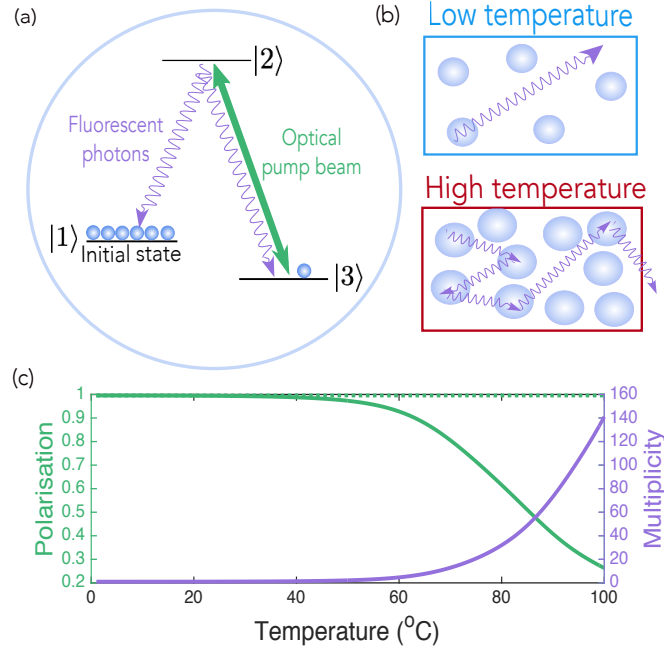 (a)
|2⟩
Fluorescent
photons
Optical
pump beam
|1⟩
Initial state
|3⟩
(b)
Low temperature
High temperature
(c)
Polarisation
1
0.9
0.8
0.7
0.6
0.5
0.4
0.3
0.2
0
20
40
60
80
100
Temperature (°C)
160
140
120
100
80
60
40
20
0
Multiplicity